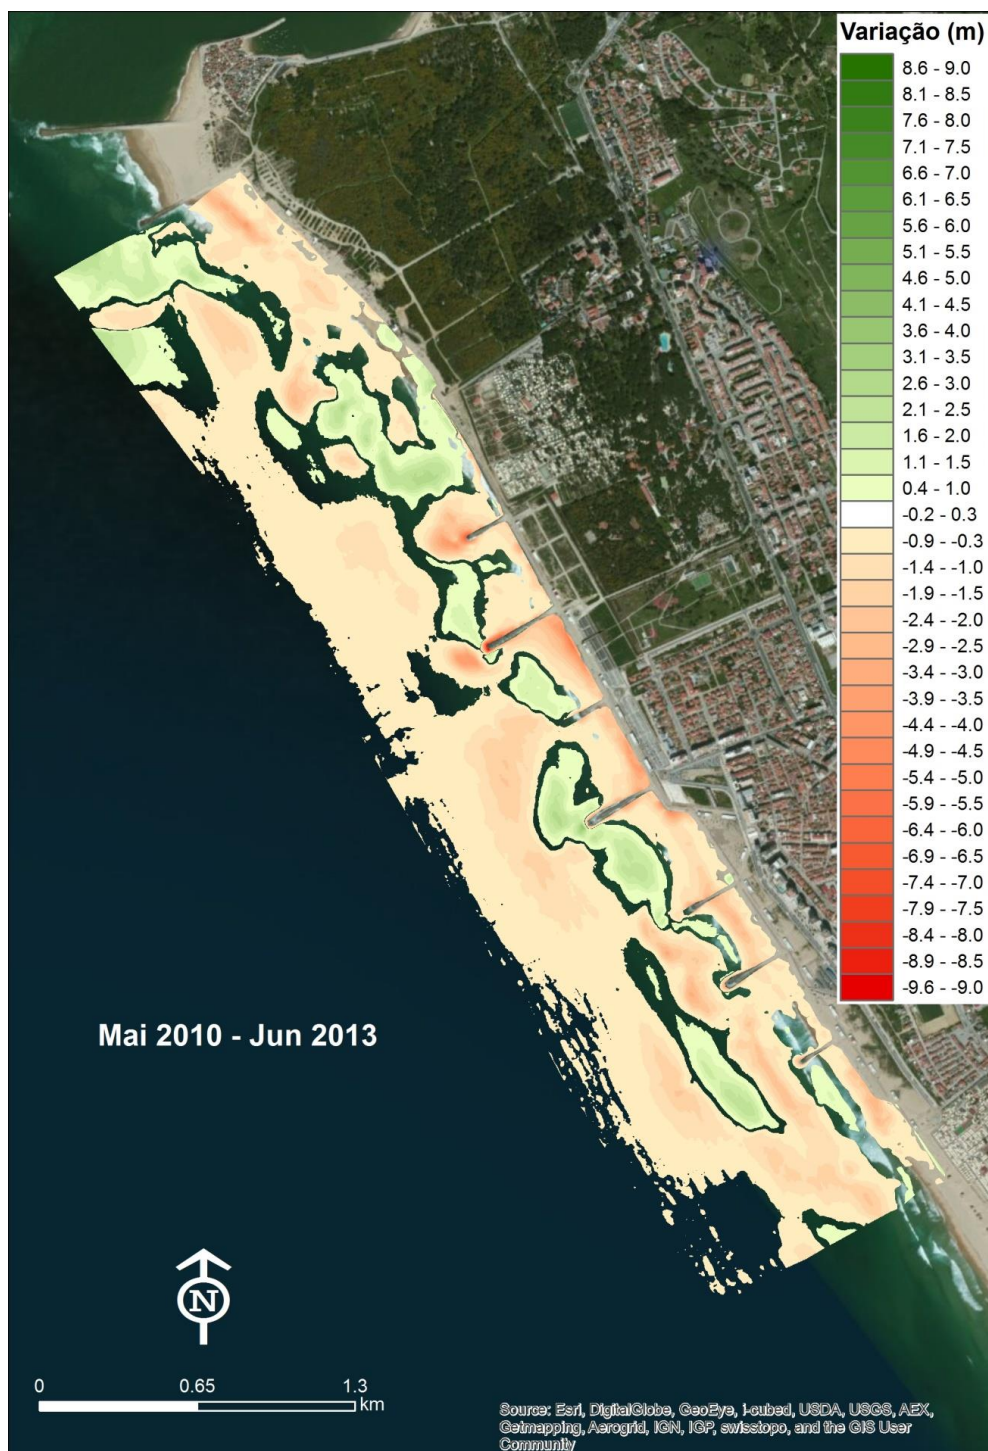 Variação (m)
8.6 - 9.0
8.1 - 8.5
7.6 - 8.0
7.1 - 7.5
6.6 - 7.0
6.1 - 6.5
5.6 - 6.0
5.1 - 5.5
4.6 - 5.0
4.1 - 4.5
3.6 - 4.0
3.1 - 3.5
2.6 - 3.0
2.1 - 2.5
1.6 - 2.0
1.1 - 1.5
0.4 - 1.0
-0.2 - 0.3
-0.9 - -0.3
-1.4 - -1.0
-1.9 - -1.5
-2.4 - -2.0
-2.9 - -2.5
-3.4 - -3.0
-3.9 - -3.5
-4.4 - -4.0
-4.9 - -4.5
-5.4 - -5.0
-5.9 - -5.5
-6.4 - -6.0
-6.9 - -6.5
-7.4 - -7.0
-7.9 - -7.5
-8.4 - -8.0
-8.9 - -8.5
-9.6 - -9.0
Mai 2010 - Jun 2013
N
0 0.65 1.3
km
Source: Esri, DigitalGlobe, GeoEye, i-cubed, USDA, USGS, AEX,
Getmapping, Aerogrid, IGN, IGP, swisstopo, and the GIS User
Community